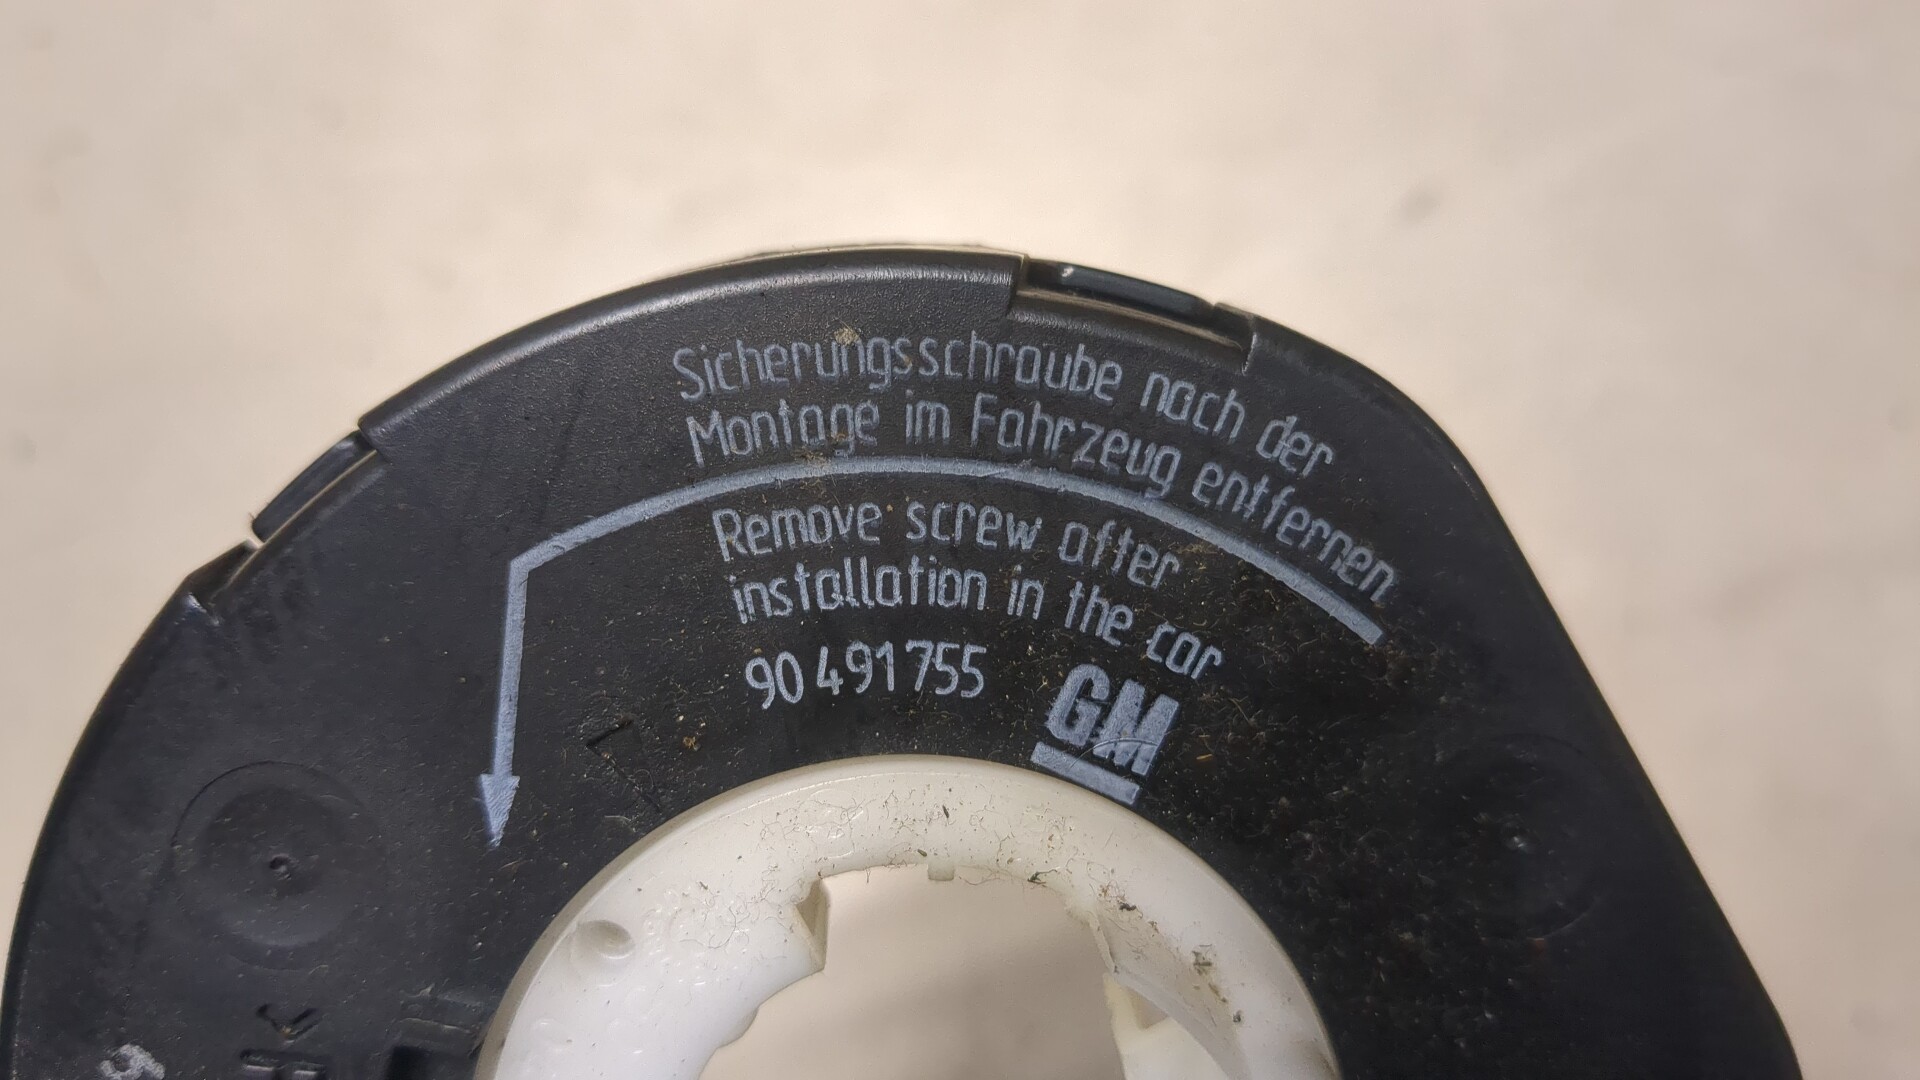 Sicherungsschraube nach der
Montage im Fahrzeug entfernen
Remove screw after
installation in the car
90 491 755
GM